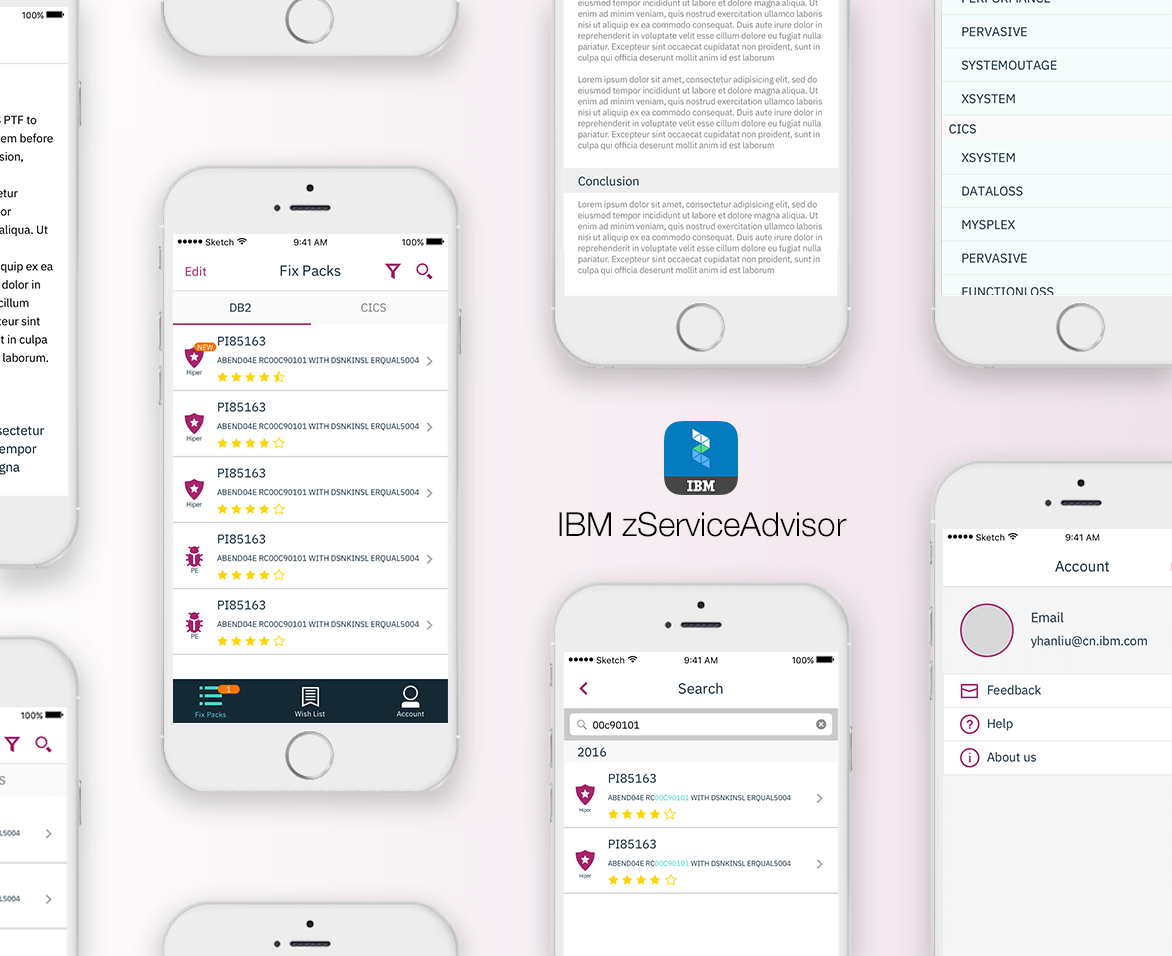 100%
S PTF to
em before
sion,
etur
or
aliqua. Ut
quip ex ea
dolor in
cillum
teur sint
t in culpa
laborum.
sectetur
empor
gna
100%
L5004
L5004
●●●●● Sketch 9:41 AM 100%
Edit Fix Packs
DB2 CICS
NEW
Hiper
PI85163
ABEND04E RC00C90101 WITH DSNKINSL ERQUAL5004
Hiper
PI85163
ABEND04E RC00C90101 WITH DSNKINSL ERQUAL5004
Hiper
PI85163
ABEND04E RC00C90101 WITH DSNKINSL ERQUAL5004
PE
PI85163
ABEND04E RC00C90101 WITH DSNKINSL ERQUAL5004
PE
PI85163
ABEND04E RC00C90101 WITH DSNKINSL ERQUAL5004
1
Fix Packs Wish List Account
eiusmod tempor incididunt ut labore et dolore magna aliqua. Ut
enim ad minim veniam, quis nostrud exercitation ullamco laboris
nisi ut aliquip ex ea commodo consequat. Duis aute irure dolor in
reprehenderit in voluptate velit esse cillum dolore eu fugiat nulla
pariatur. Excepteur sint occaecat cupidatat non proident, sunt in
culpa qui officia deserunt mollit anim id est laborum
Lorem ipsum dolor sit amet, consectetur adipisicing elit, sed do
eiusmod tempor incididunt ut labore et dolore magna aliqua. Ut
enim ad minim veniam, quis nostrud exercitation ullamco laboris
nisi ut aliquip ex ea commodo consequat. Duis aute irure dolor in
reprehenderit in voluptate velit esse cillum dolore eu fugiat nulla
pariatur. Excepteur sint occaecat cupidatat non proident, sunt in
culpa qui officia deserunt mollit anim id est laborum
Conclusion
Lorem ipsum dolor sit amet, consectetur adipisicing elit, sed do
eiusmod tempor incididunt ut labore et dolore magna aliqua. Ut
enim ad minim veniam, quis nostrud exercitation ullamco laboris
nisi ut aliquip ex ea commodo consequat. Duis aute irure dolor in
reprehenderit in voluptate velit esse cillum dolore eu fugiat nulla
pariatur. Excepteur sint occaecat cupidatat non proident, sunt in
culpa qui officia deserunt mollit anim id est laborum
IBM
IBM zServiceAdvisor
●●●●● Sketch 9:41 AM 100%
Search
00c90101
2016
Hiper
PI85163
ABEND04E RC00C90101 WITH DSNKINSL ERQUAL5004
Hiper
PI85163
ABEND04E RC00C90101 WITH DSNKINSL ERQUAL5004
PERFORMANCE
PERVASIVE
SYSTEMOUTAGE
XSYSTEM
CICS
XSYSTEM
DATALOSS
MYSPLEX
PERVASIVE
FUNCTIONLOSS
●●●●● Sketch 9:41 AM
Account
Email
yhanliu@cn.ibm.com
Feedback
Help
About us